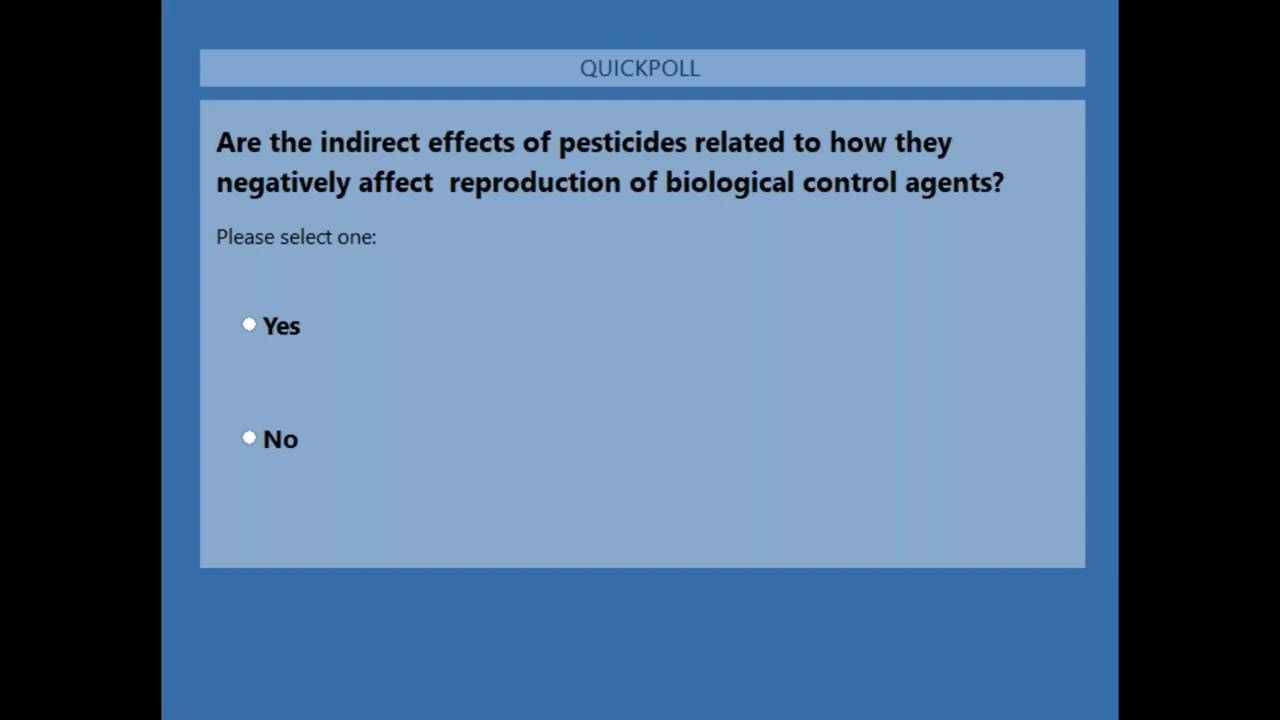 QUICKPOLL
Are the indirect effects of pesticides related to how they
negatively affect  reproduction of biological control agents?
Please select one:
Yes
No